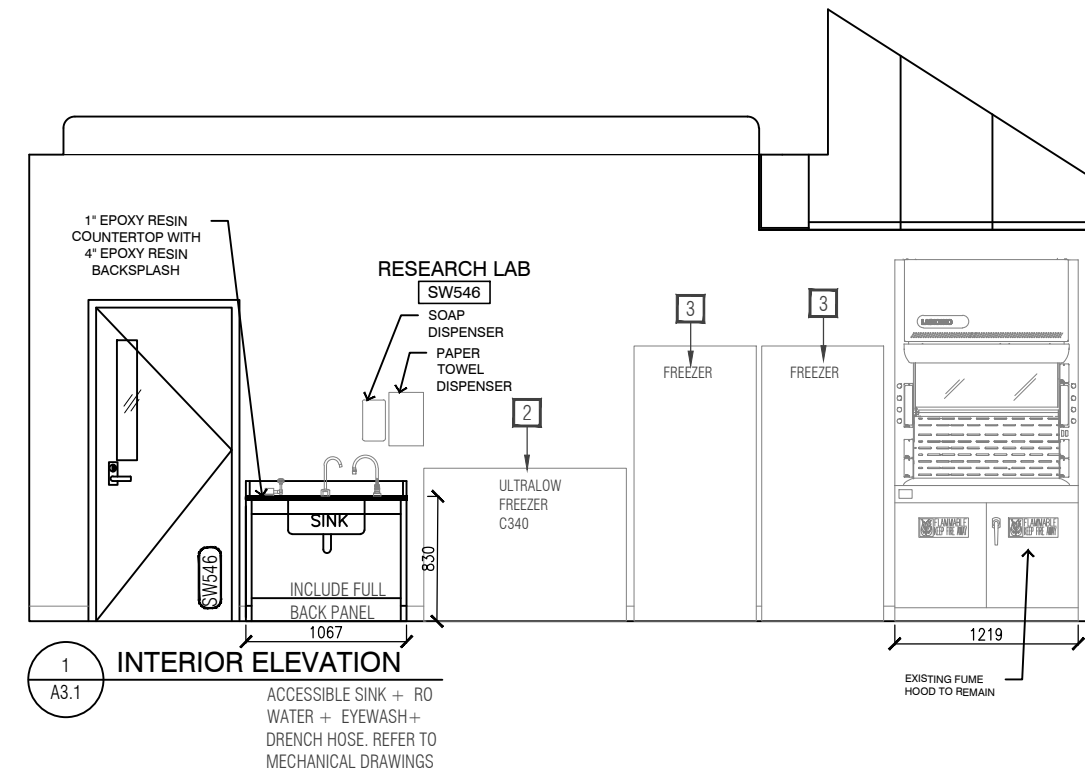 1" EPOXY RESIN
COUNTERTOP WITH
4" EPOXY RESIN
BACKSPLASH
RESEARCH LAB
SW546
SOAP
DISPENSER
PAPER
TOWEL
DISPENSER
3
FREEZER
3
FREEZER
2
ULTRALOW
FREEZER
C340
SINK
830
SW546
INCLUDE FULL
BACK PANEL
1067
FLAMMABLE
KEEP FIRE AWAY
FLAMMABLE
KEEP FIRE AWAY
1219
EXISTING FUME
HOOD TO REMAIN
1
A3.1
INTERIOR ELEVATION
ACCESSIBLE SINK + RO
WATER + EYEWASH+
DRENCH HOSE. REFER TO
MECHANICAL DRAWINGS